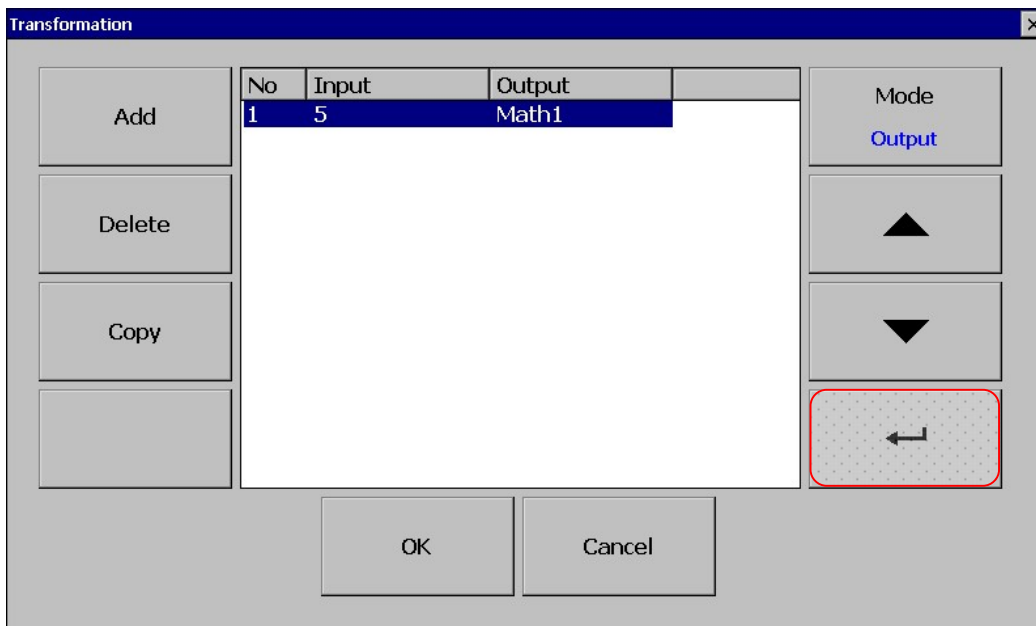 Transformation
Add
Delete
Copy
No Input Output
1 5 Math1
Mode
Output
OK Cancel